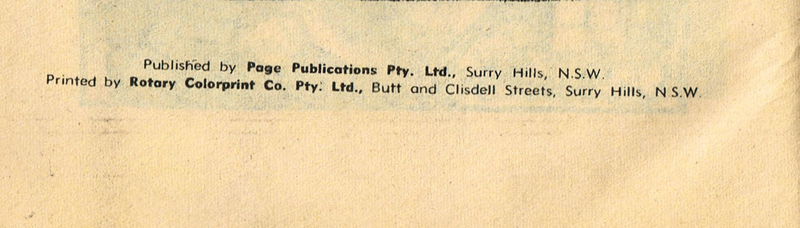 Published by Page Publications Pty. Ltd., Surry Hills, N.S.W.
Printed by Rotary Colorprint Co. Pty. Ltd., Butt and Clisdell Streets, Surry Hills, N S.W.